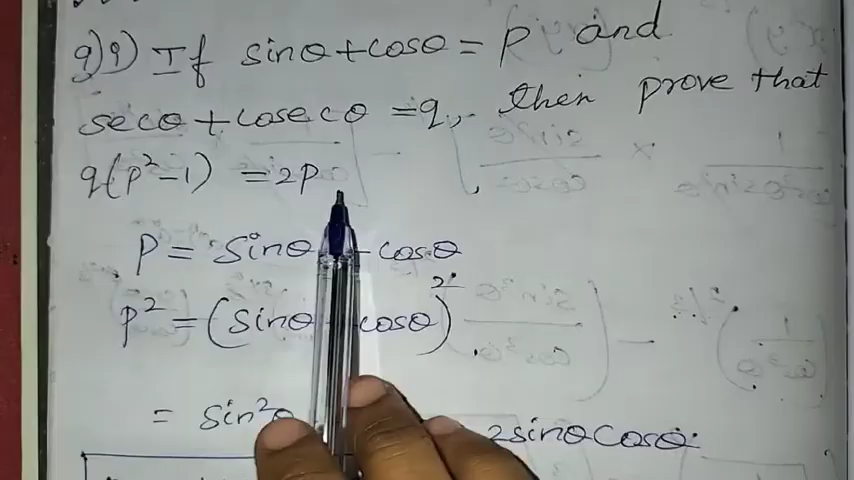 9) If sinθ + cosθ = P and
secθ + cosecθ = q, then prove that
q(p²-1) = 2P
P = sinθ + cosθ
P² = (sinθ + cosθ)²
= sin²θ 2sinθcosθ